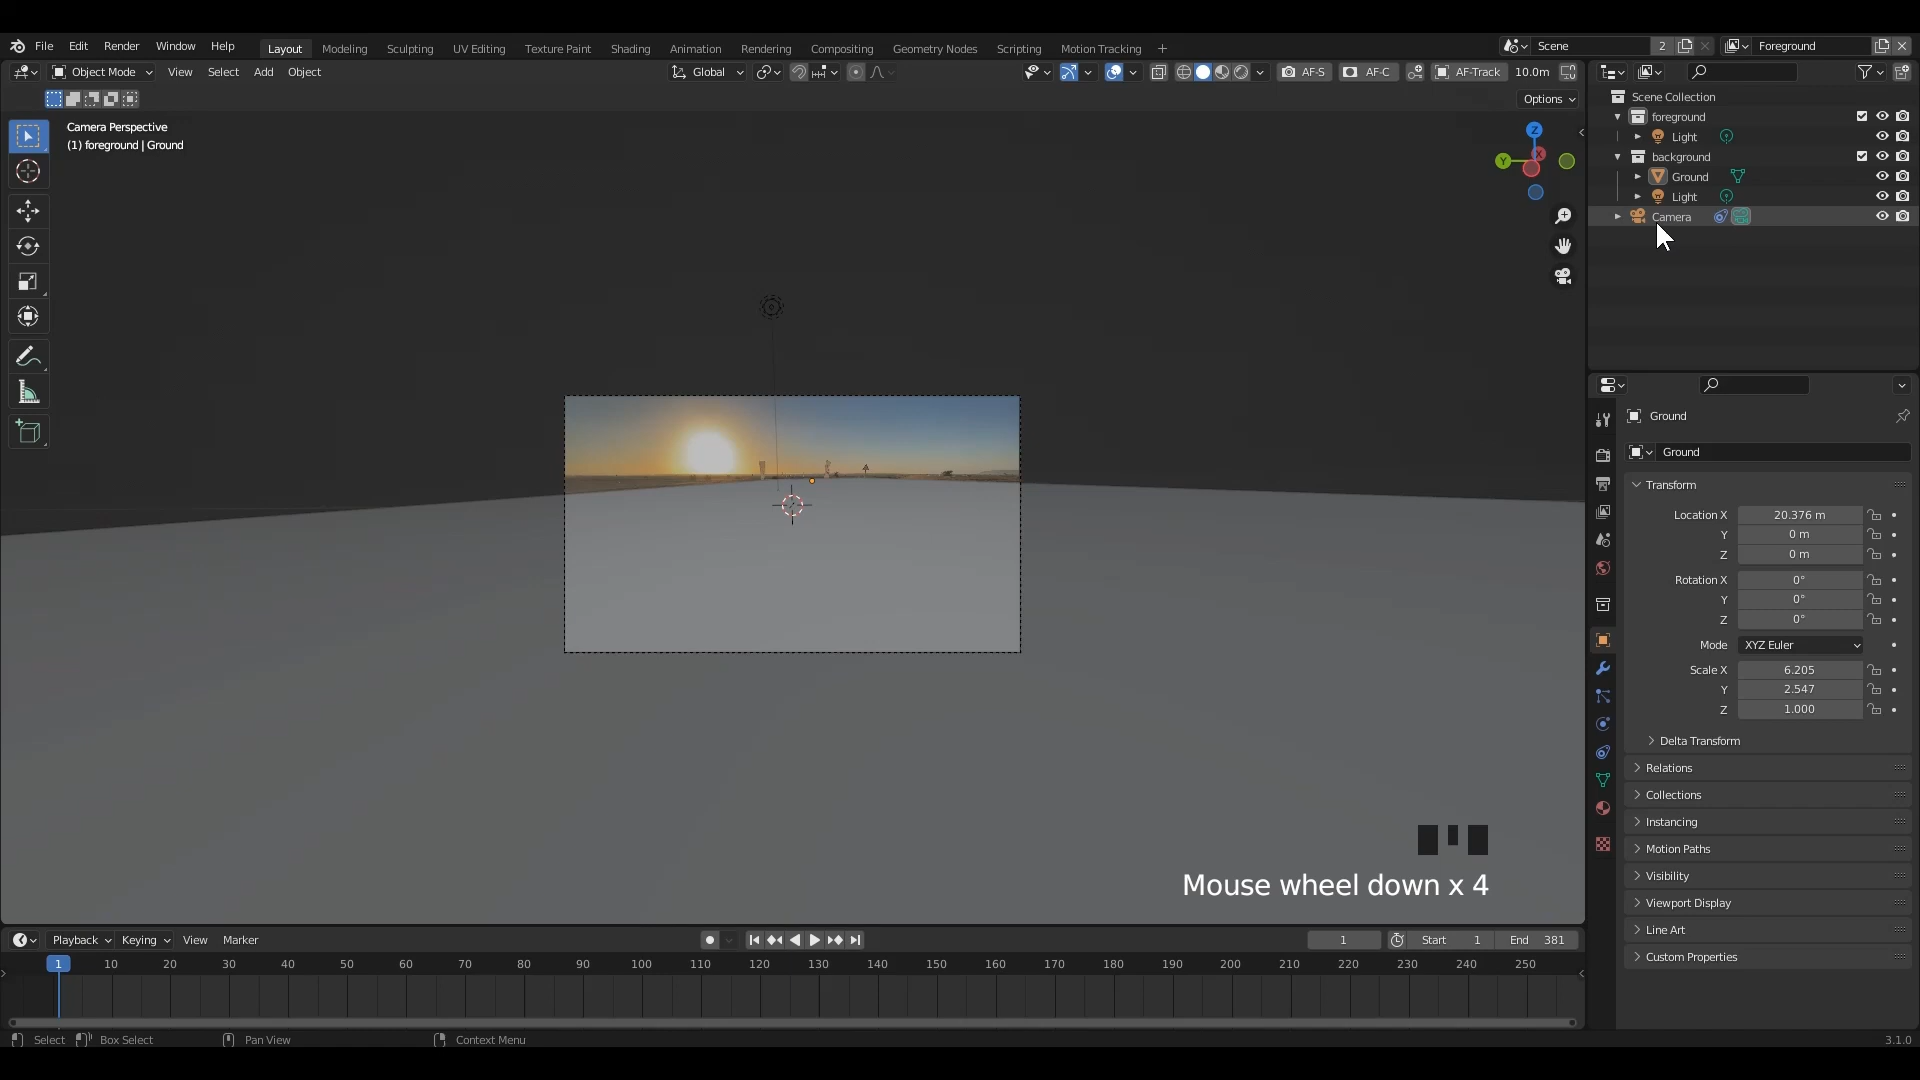 File Edit Render Window Help Layout Modeling Sculpting UV Editing Texture Paint Shading Animation Rendering Compositing Geometry Nodes Scripting Motion Tracking + Scene 2 Foreground
Object Mode View Select Add Object Global AF-S AF-C AF-Track 10.0m
Options
Camera Perspective
(1) foreground | Ground
Z
Y
X
Scene Collection
foreground
Light
background
Ground
Light
Camera
Ground
Ground
Transform
Location X 20.376 m
Y 0 m
Z 0 m
Rotation X 0°
Y 0°
Z 0°
Mode XYZ Euler
Scale X 6.205
Y 2.547
Z 1.000
Delta Transform
Relations
Collections
Instancing
Motion Paths
Visibility
Viewport Display
Line Art
Custom Properties
Mouse wheel down x 4
Playback Keying View Marker 1 Start 1 End 381
1 10 20 30 40 50 60 70 80 90 100 110 120 130 140 150 160 170 180 190 200 210 220 230 240 250
Select Box Select Pan View Context Menu 3.1.0